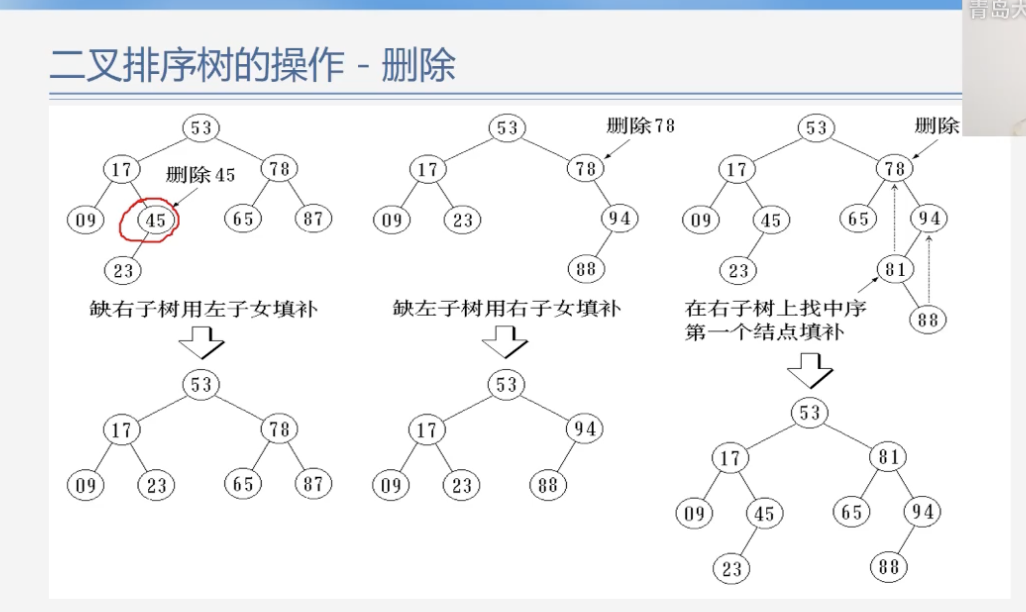 青岛大
二叉排序树的操作 - 删除
53
17 删除45 78
09 45 65 87
23
缺右子树用左子女填补
53
17 78
09 23 65 87
53 删除78
17 78
09 23 94
88
缺左子树用右子女填补
53
17 94
09 23 88
53 删除
17 78
09 45 65 94
23 81
88
在右子树上找中序
第一个结点填补
53
17 81
09 45 65 94
23 88